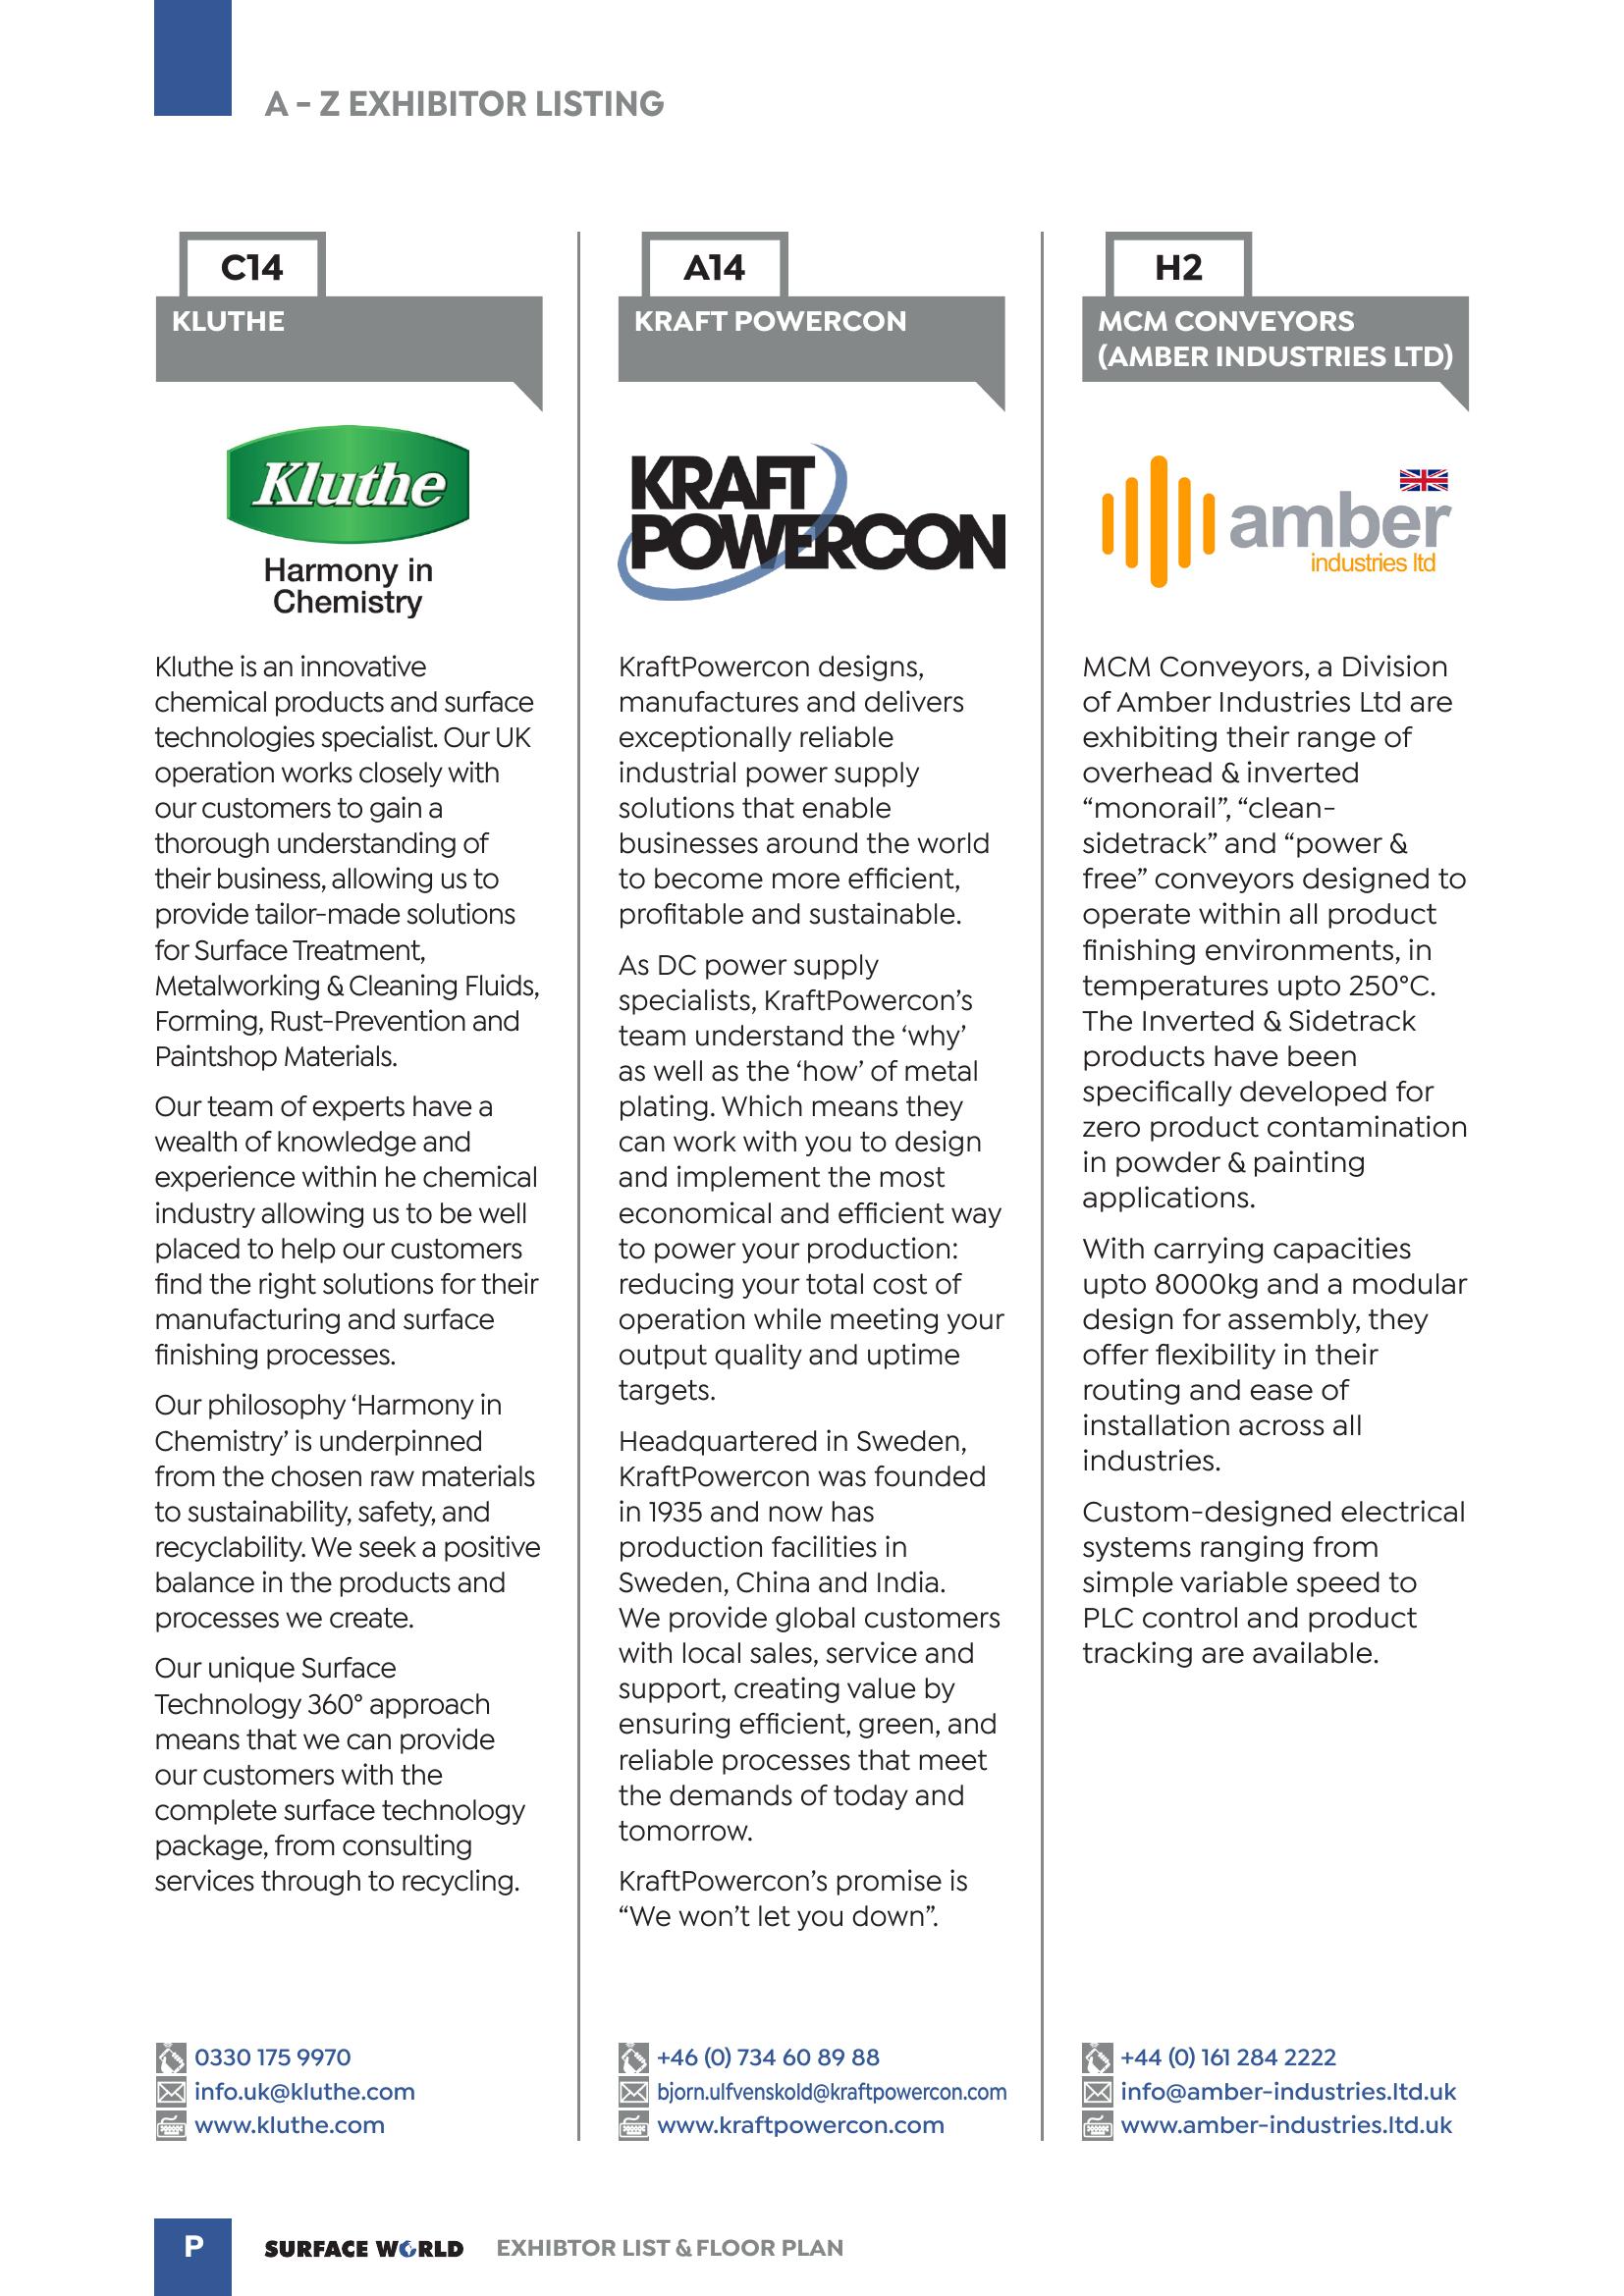 A – Z EXHIBITOR LISTING
C14
KLUTHE
Kluthe
Harmony in
Chemistry
Kluthe is an innovative
chemical products and surface
technologies specialist. Our UK
operation works closely with
our customers to gain a
thorough understanding of
their business, allowing us to
provide tailor-made solutions
for Surface Treatment,
Metalworking & Cleaning Fluids,
Forming, Rust-Prevention and
Paintshop Materials.
Our team of experts have a
wealth of knowledge and
experience within he chemical
industry allowing us to be well
placed to help our customers
find the right solutions for their
manufacturing and surface
finishing processes.
Our philosophy ‘Harmony in
Chemistry’ is underpinned
from the chosen raw materials
to sustainability, safety, and
recyclability. We seek a positive
balance in the products and
processes we create.
Our unique Surface
Technology 360° approach
means that we can provide
our customers with the
complete surface technology
package, from consulting
services through to recycling.
0330 175 9970
info.uk@kluthe.com
www.kluthe.com
A14
KRAFT POWERCON
KRAFT
POWERCON
KraftPowercon designs,
manufactures and delivers
exceptionally reliable
industrial power supply
solutions that enable
businesses around the world
to become more efficient,
profitable and sustainable.
As DC power supply
specialists, KraftPowercon’s
team understand the ‘why’
as well as the ‘how’ of metal
plating. Which means they
can work with you to design
and implement the most
economical and efficient way
to power your production:
reducing your total cost of
operation while meeting your
output quality and uptime
targets.
Headquartered in Sweden,
KraftPowercon was founded
in 1935 and now has
production facilities in
Sweden, China and India.
We provide global customers
with local sales, service and
support, creating value by
ensuring efficient, green, and
reliable processes that meet
the demands of today and
tomorrow.
KraftPowercon’s promise is
“We won’t let you down”.
+46 (0) 734 60 89 88
bjorn.ulfvenskold@kraftpowercon.com
www.kraftpowercon.com
H2
MCM CONVEYORS
(AMBER INDUSTRIES LTD)
amber
industries ltd
MCM Conveyors, a Division
of Amber Industries Ltd are
exhibiting their range of
overhead & inverted
“monorail”, “clean-
sidetrack” and “power &
free” conveyors designed to
operate within all product
finishing environments, in
temperatures upto 250°C.
The Inverted & Sidetrack
products have been
specifically developed for
zero product contamination
in powder & painting
applications.
With carrying capacities
upto 8000kg and a modular
design for assembly, they
offer flexibility in their
routing and ease of
installation across all
industries.
Custom-designed electrical
systems ranging from
simple variable speed to
PLC control and product
tracking are available.
+44 (0) 161 284 2222
info@amber-industries.ltd.uk
www.amber-industries.ltd.uk
P SURFACE WORLD EXHIBTOR LIST & FLOOR PLAN